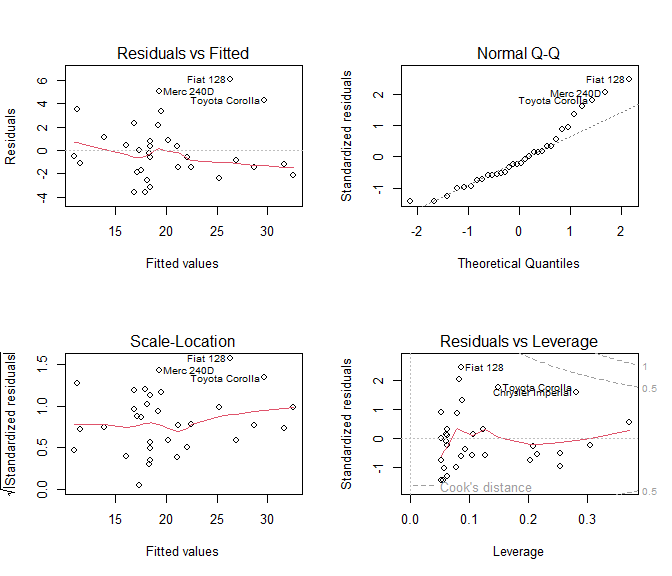 Residuals vs Fitted
Residuals
6
4
2
0
-2
-4
Fiat 128
Merc 240D
Toyota Corolla
15 20 25 30
Fitted values
Normal Q-Q
Standardized residuals
2
1
0
-1
Fiat 128
Merc 240D
Toyota Corolla
-2 -1 0 1 2
Theoretical Quantiles
Scale-Location
√|Standardized residuals|
1.5
1.0
0.5
0.0
Fiat 128
Merc 240D
Toyota Corolla
15 20 25 30
Fitted values
Residuals vs Leverage
Standardized residuals
2
1
0
-1
Fiat 128
Toyota Corolla
Chrysler Imperial
1
0.5
0.5
Cook's distance
0.0 0.1 0.2 0.3
Leverage